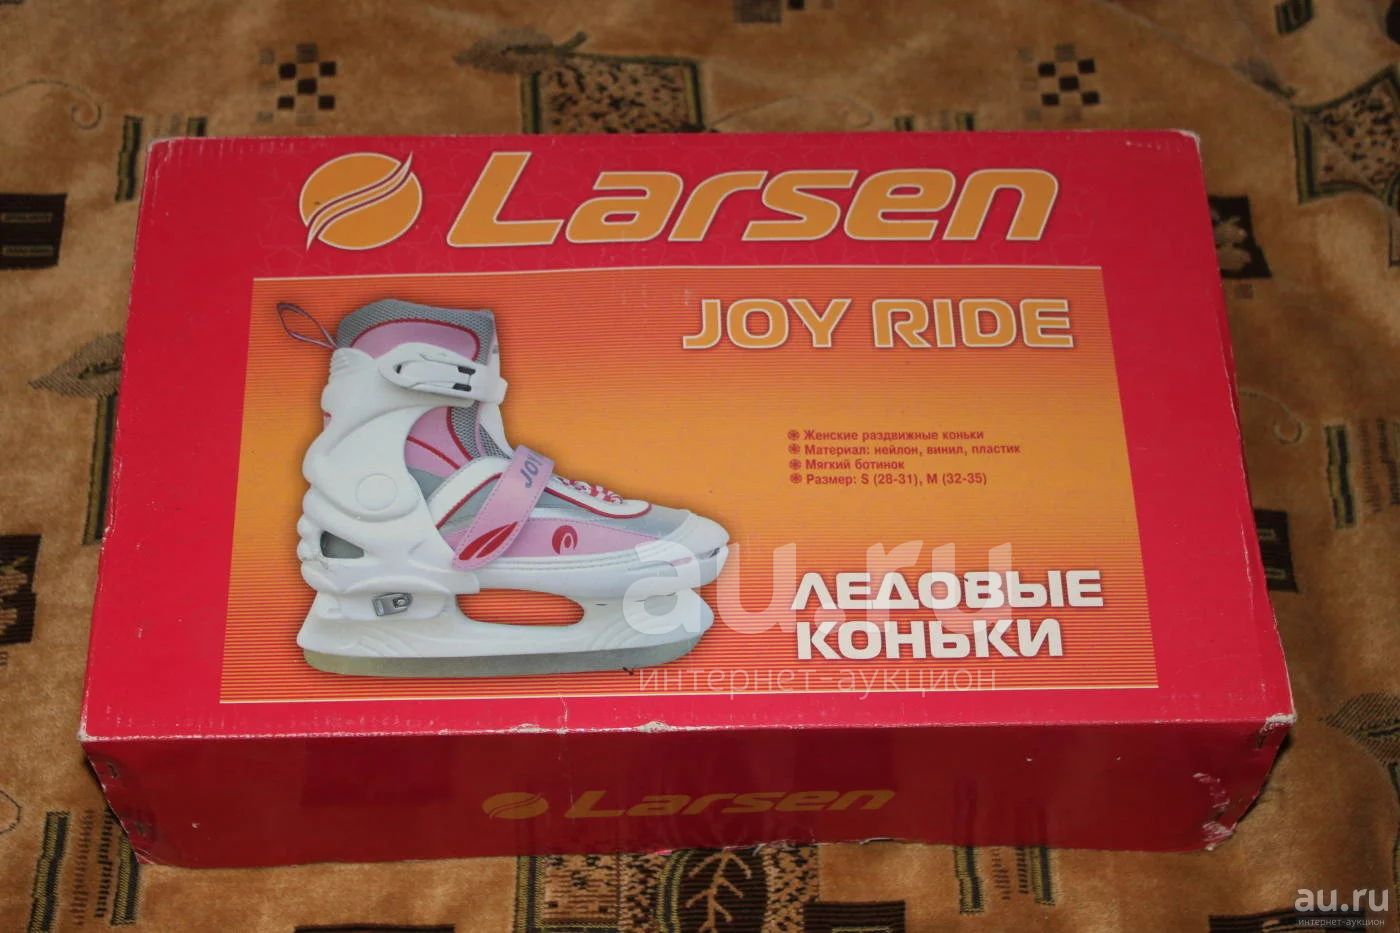 Larsen
JOY RIDE
Женские раздвижные коньки
Материал: нейлон, винил, пластик
Мягкий ботинок
Размер: S (28-31), M (32-35)
ЛЕДОВЫЕ
КОНЬКИ
au.ru
интернет-аукцион
Larsen
au.ru
интернет-аукцион